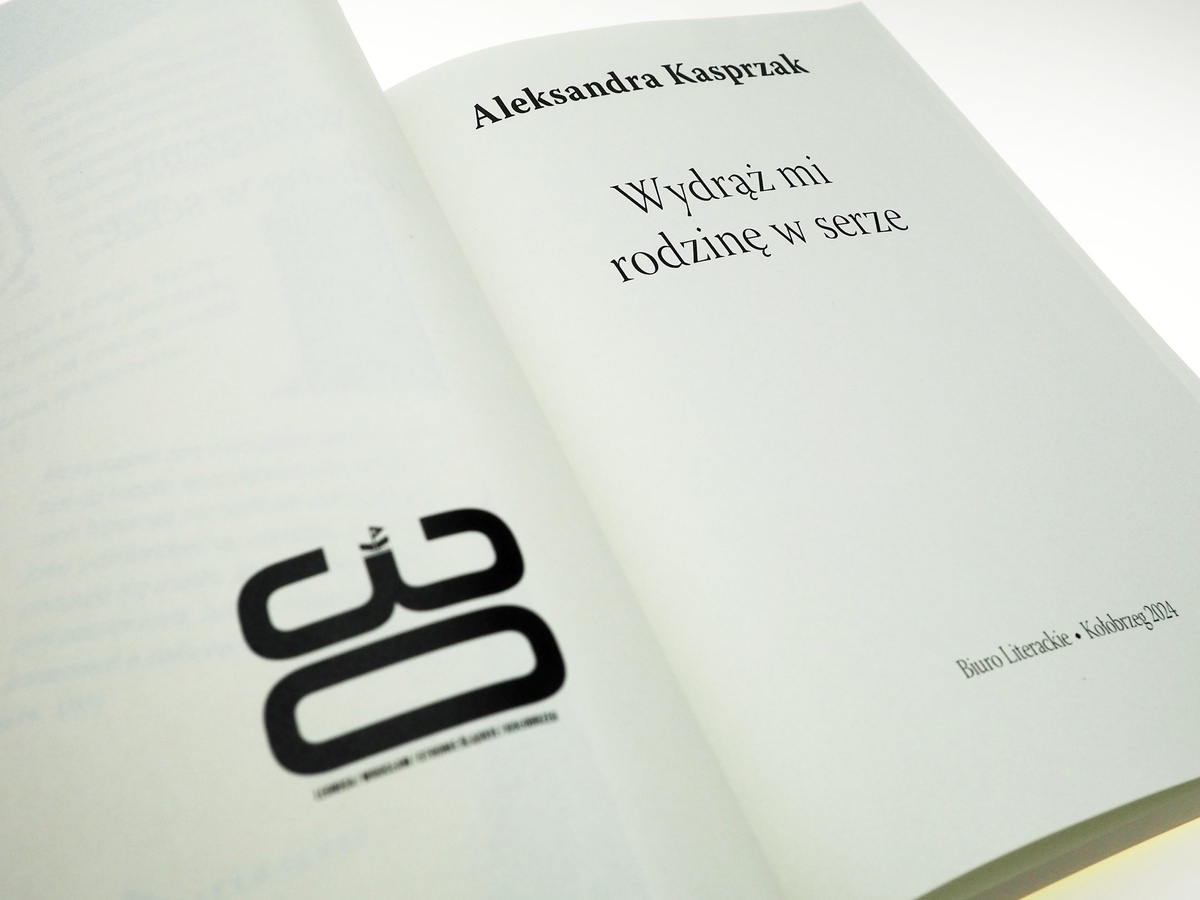 Aleksandra Kasprzak
Wydrąż mi
rodzinę w serze
Biuro Literackie • Kołobrzeg 2024